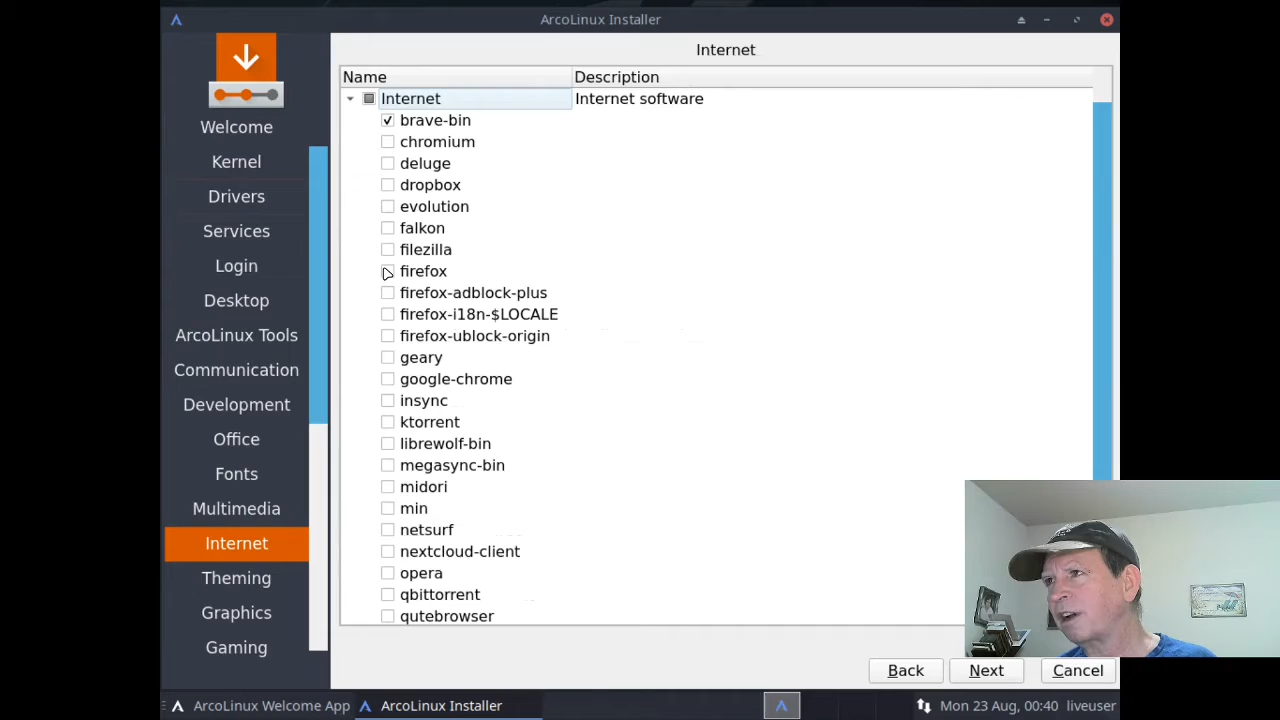 ArcoLinux Installer
Internet
Name Description
Internet Internet software
brave-bin
chromium
deluge
dropbox
evolution
falkon
filezilla
firefox
firefox-adblock-plus
firefox-i18n-$LOCALE
firefox-ublock-origin
geary
google-chrome
insync
ktorrent
librewolf-bin
megasync-bin
midori
min
netsurf
nextcloud-client
opera
qbittorrent
qutebrowser
Welcome
Kernel
Drivers
Services
Login
Desktop
ArcoLinux Tools
Communication
Development
Office
Fonts
Multimedia
Internet
Theming
Graphics
Gaming
Back Next Cancel
ArcoLinux Welcome App ArcoLinux Installer Mon 23 Aug, 00:40 liveuser